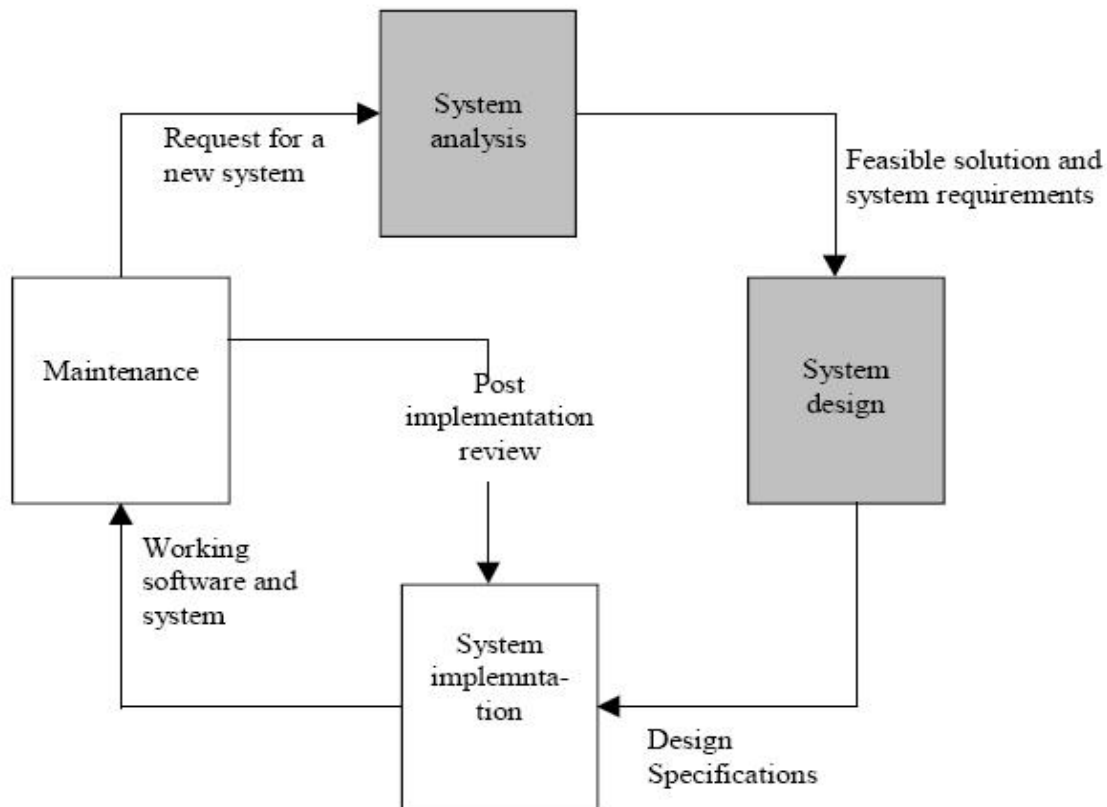 System
analysis
Request for a
new system
Feasible solution and
system requirements
Maintenance
Post
implementation
review
System
design
Working
software and
system
System
implemnta-
tion
Design
Specifications